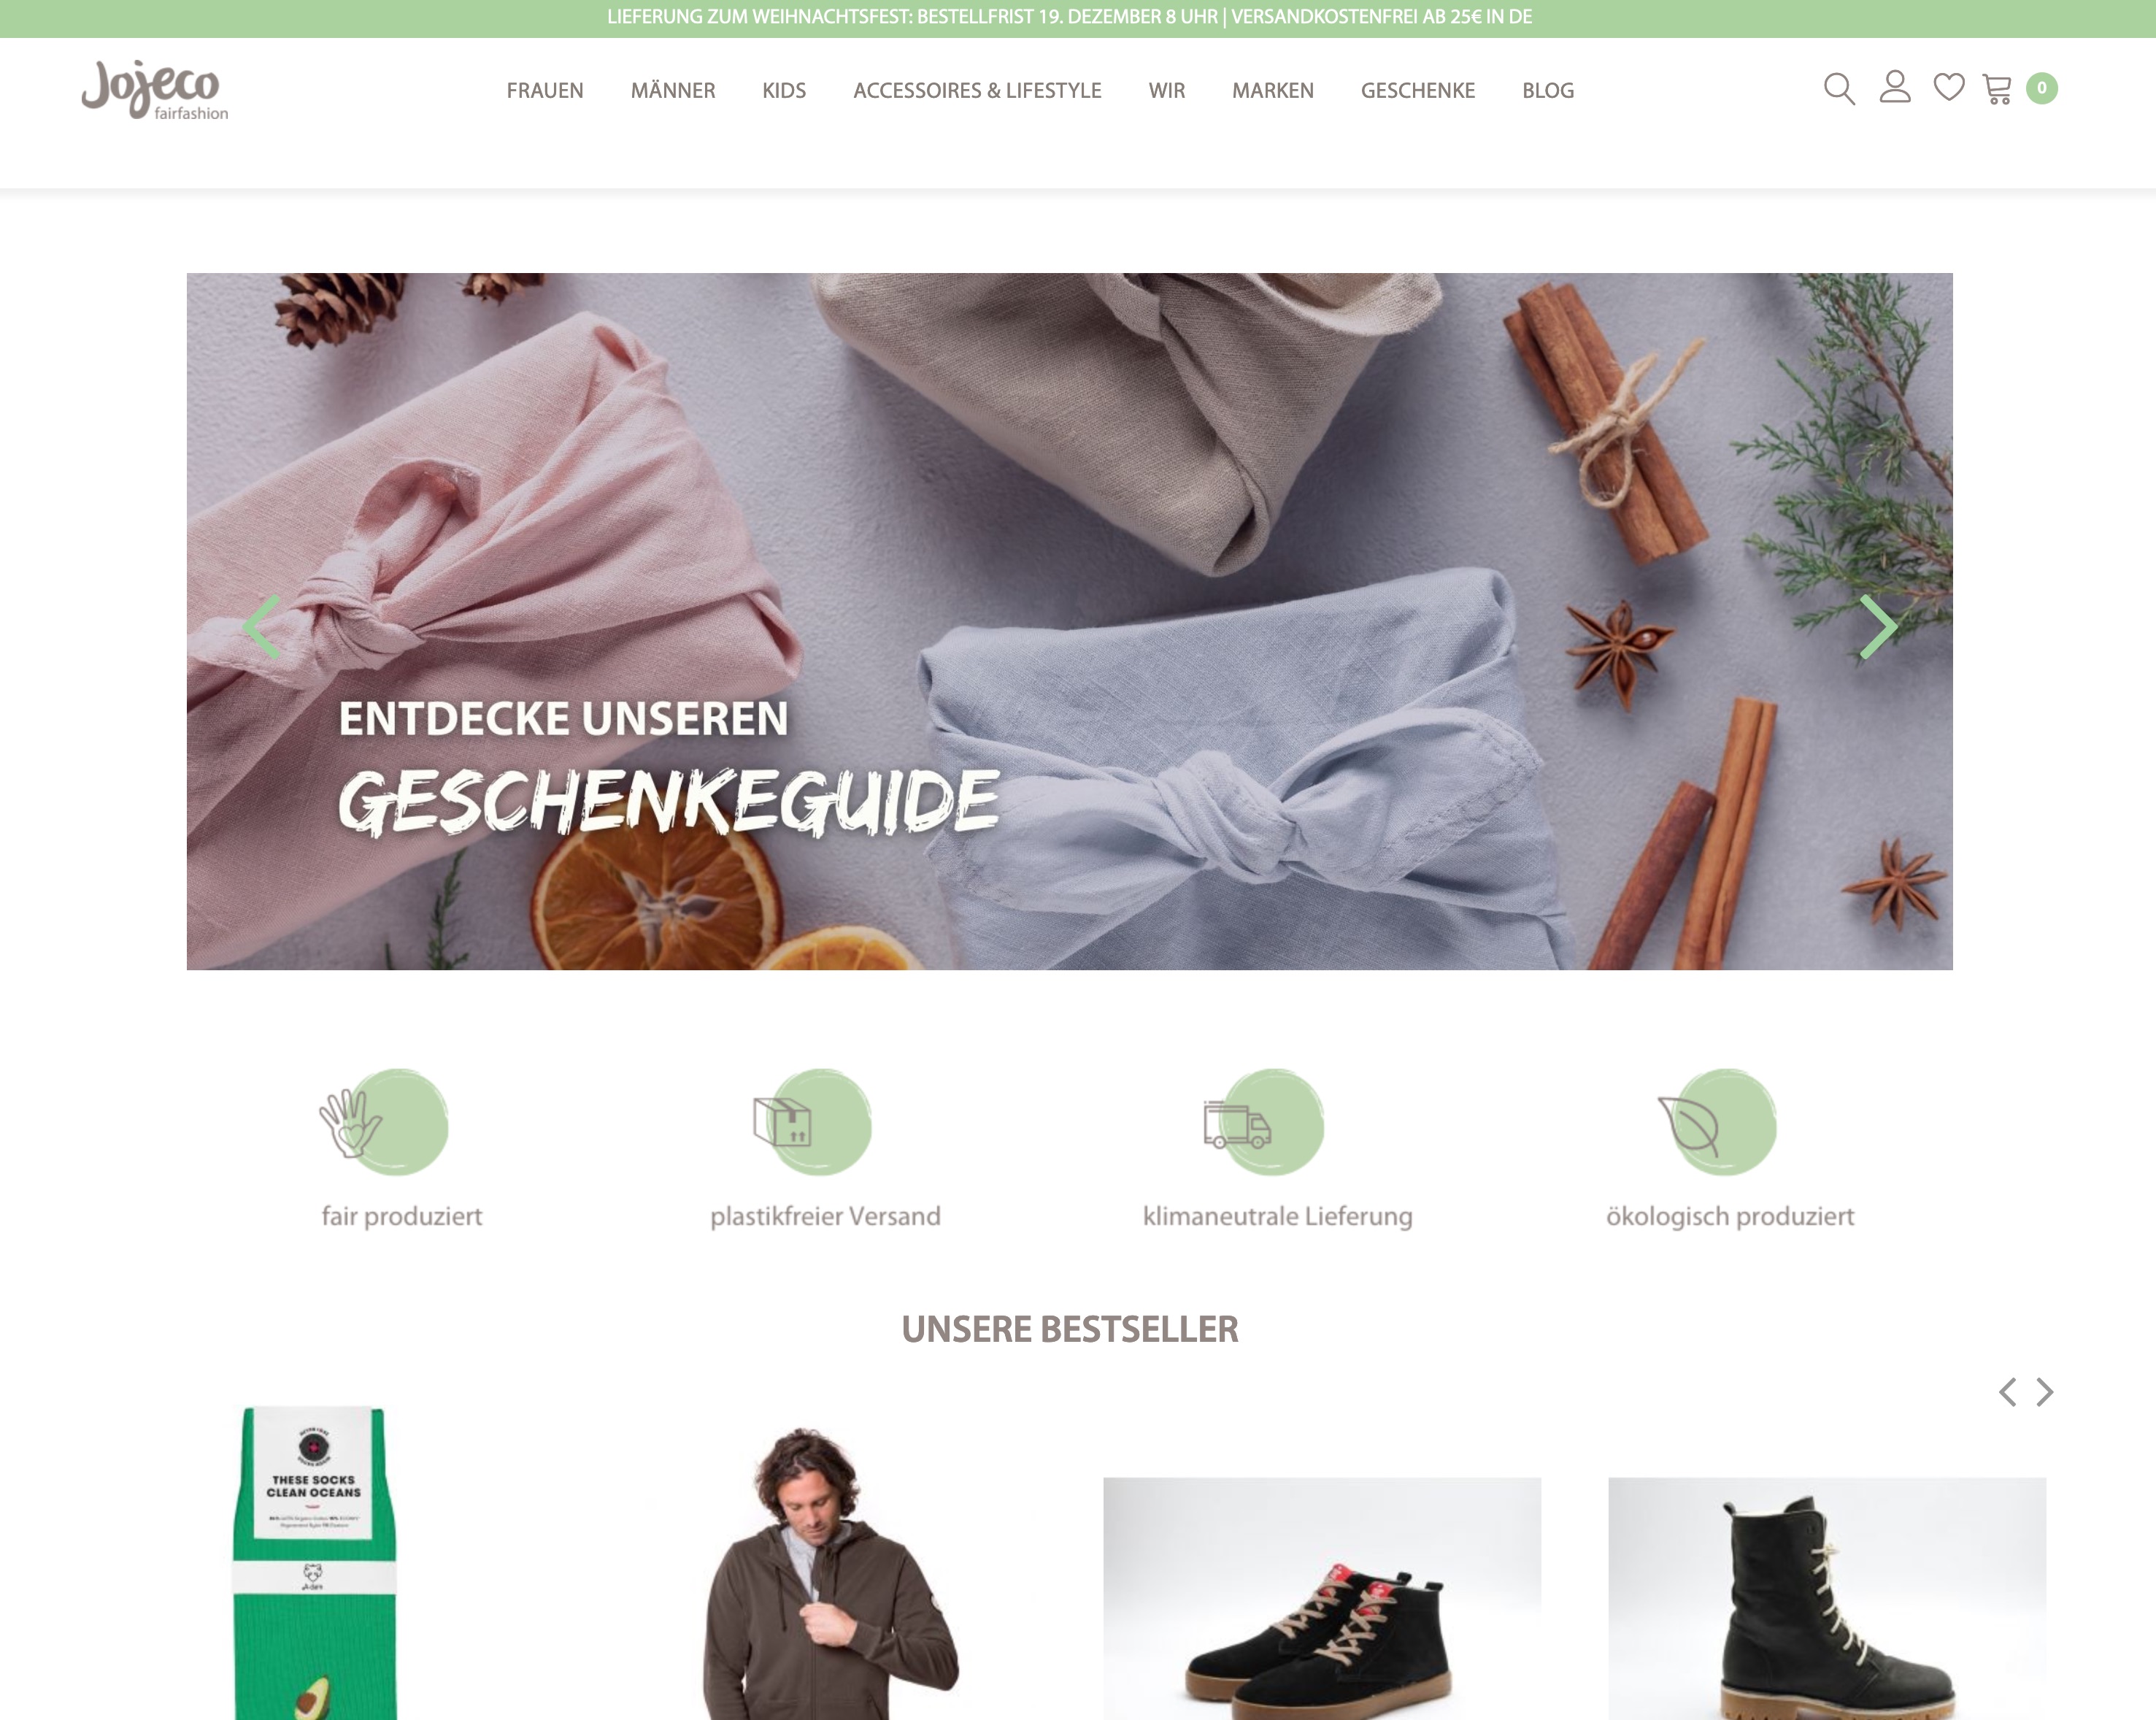 LIEFERUNG ZUM WEIHNACHTSFEST: BESTELLFRIST 19. DEZEMBER 8 UHR | VERSANDKOSTENFREI AB 25€ IN DE
Jojeco
fairfashion
FRAUEN MÄNNER KIDS ACCESSOIRES & LIFESTYLE WIR MARKEN GESCHENKE BLOG
0
ENTDECKE UNSEREN
GESCHENKEGUIDE
fair produziert
plastikfreier Versand
klimaneutrale Lieferung
ökologisch produziert
UNSERE BESTSELLER
THESE SOCKS
CLEAN OCEANS